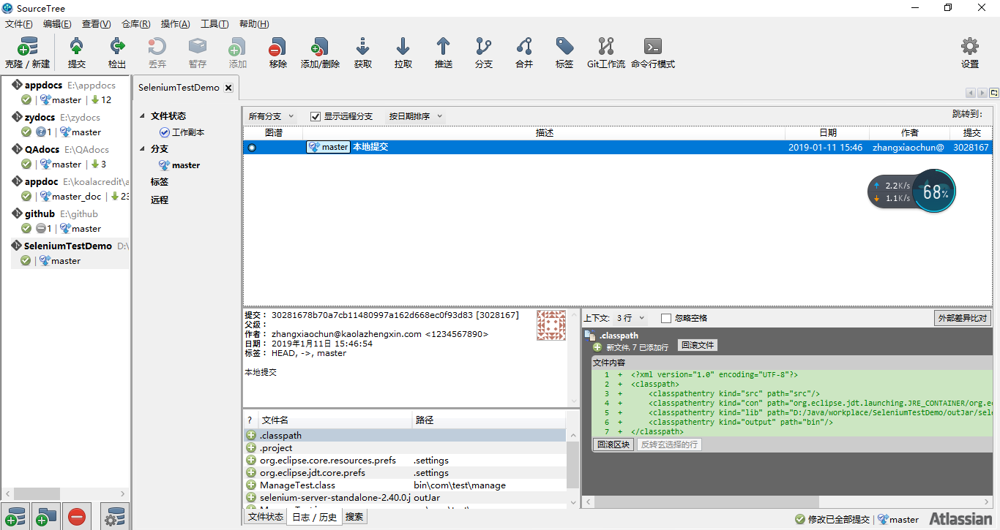 SourceTree
文件(F) 编辑(E) 查看(V) 仓库(R) 操作(A) 工具(T) 帮助(H)
克隆 / 新建 提交 检出 丢弃 暂存 添加 移除 添加/删除 获取 拉取 推送 分支 合并 标签 Git工作流 命令行模式 设置
appdocs E:\appdocs
master 12
zydocs E:\zydocs
1 master
QAdocs E:\QAdocs
master 3
appdoc E:\koalacredit\a
master_doc 23
github E:\github
1 master
SeleniumTestDemo D:\
master
SeleniumTestDemo
文件状态
工作副本
分支
master
标签
远程
所有分支 显示远程分支 按日期排序 跳转到:
图谱 描述 日期 作者 提交
master 本地提交 2019-01-11 15:46 zhangxiaochun@ 3028167
2.2K/s
1.1K/s
68%
提交: 30281678b70a7cb11480997a162d668ec0f93d83 [3028167]
父级:
作者: zhangxiaochun@kaolazhengxin.com <1234567890>
日期: 2019年1月11日 15:46:54
标签: HEAD, ->, master
本地提交
? 文件名 路径
.classpath
.project
org.eclipse.core.resources.prefs .settings
org.eclipse.jdt.core.prefs .settings
ManageTest.class bin\com\test\manage
selenium-server-standalone-2.40.0.j outJar
文件状态 日志 / 历史 搜索
上下文: 3 行 忽略空格 外部差异比对
.classpath
新文件, 7 已添加行 回滚文件
文件内容
1 + <?xml version="1.0" encoding="UTF-8"?>
2 + <classpath>
3 + <classpathentry kind="src" path="src"/>
4 + <classpathentry kind="con" path="org.eclipse.jdt.launching.JRE_CONTAINER/org.ec
5 + <classpathentry kind="lib" path="D:/Java/workplace/SeleniumTestDemo/outJar/sele
6 + <classpathentry kind="output" path="bin"/>
7 + </classpath>
回滚区块 反转玄选择的行
修改已全部提交 master Atlassian